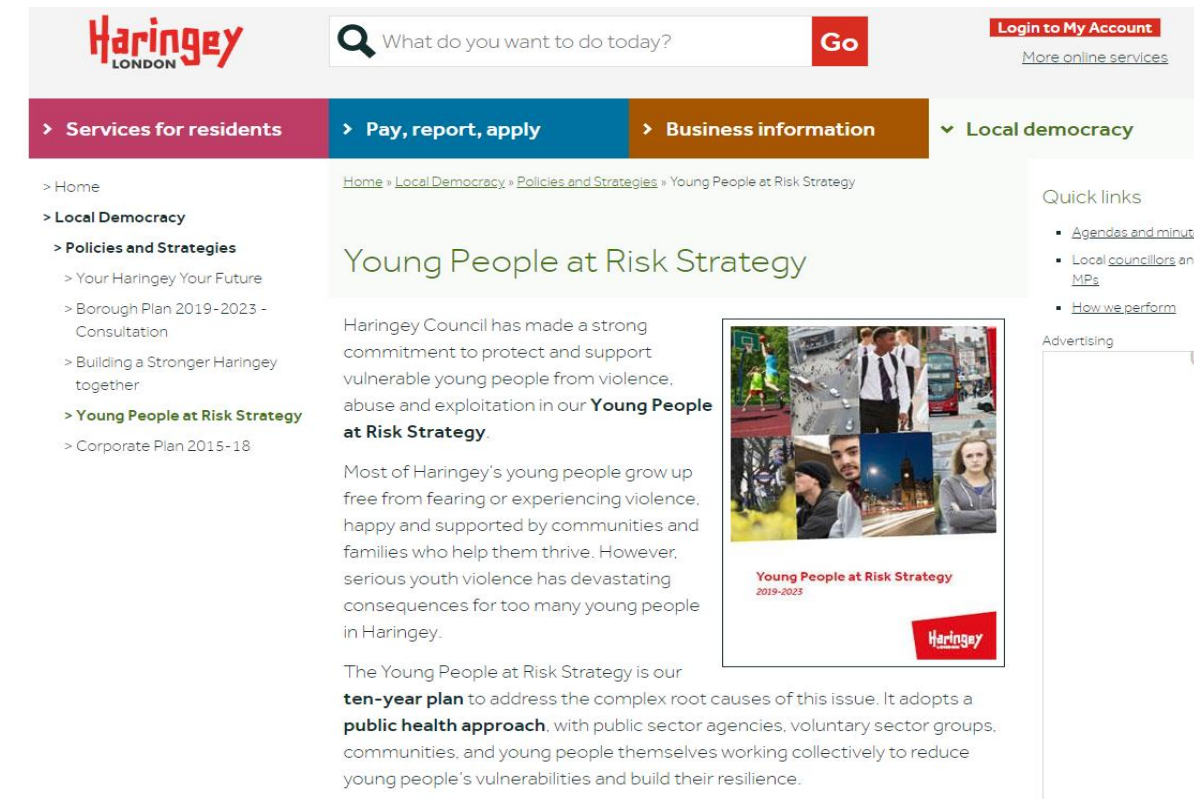 Haringey
LONDON
What do you want to do today?
Go
Login to My Account
More online services
> Services for residents
> Pay, report, apply
> Business information
Local democracy
> Home
> Local Democracy
> Policies and Strategies
> Your Haringey Your Future
> Borough Plan 2019-2023 -
Consultation
> Building a Stronger Haringey
together
> Young People at Risk Strategy
> Corporate Plan 2015-18
Home » Local Democracy » Policies and Strategies » Young People at Risk Strategy
Young People at Risk Strategy
Haringey Council has made a strong
commitment to protect and support
vulnerable young people from violence,
abuse and exploitation in our Young People
at Risk Strategy.
Most of Haringey's young people grow up
free from fearing or experiencing violence,
happy and supported by communities and
families who help them thrive. However,
serious youth violence has devastating
consequences for too many young people
in Haringey.
The Young People at Risk Strategy is our
ten-year plan to address the complex root causes of this issue. It adopts a
public health approach, with public sector agencies, voluntary sector groups,
communities, and young people themselves working collectively to reduce
young people's vulnerabilities and build their resilience.
Young People at Risk Strategy
2019-2023
Haringey
LONDON
Quick links
Agendas and minut
Local councillors an
MPs
How we perform
Advertising